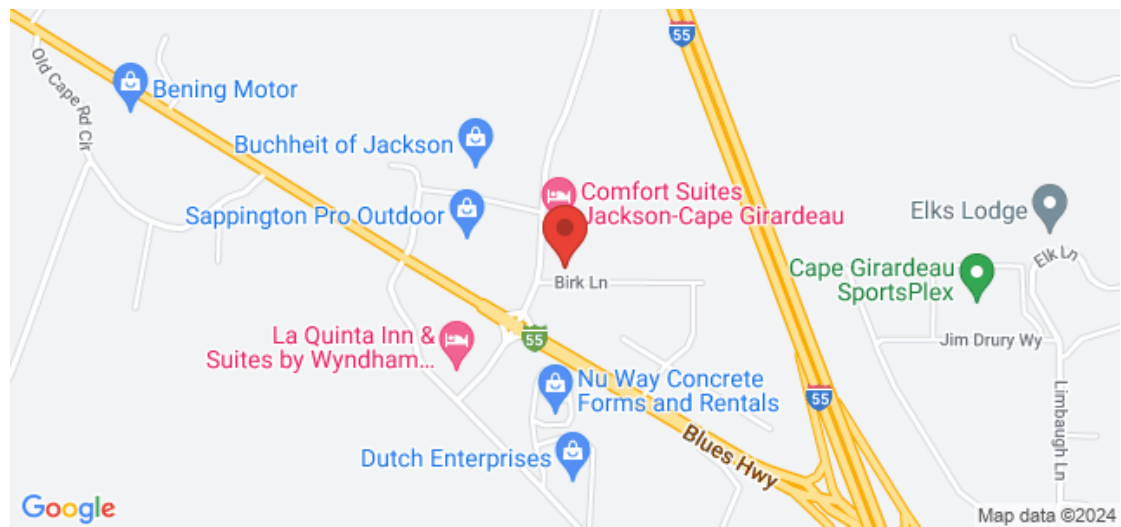 55
Old Cape Rd Cir
Bening Motor
Buchheit of Jackson
Comfort Suites
Jackson-Cape Girardeau
Sappington Pro Outdoor
Elks Lodge
Elk Ln
Cape Girardeau
SportsPlex
Birk Ln
La Quinta Inn &
Suites by Wyndham...
55
Jim Drury Wy
Nu Way Concrete
Forms and Rentals
55
Limbaugh Ln
Blues Hwy
Dutch Enterprises
Google
Map data ©2024